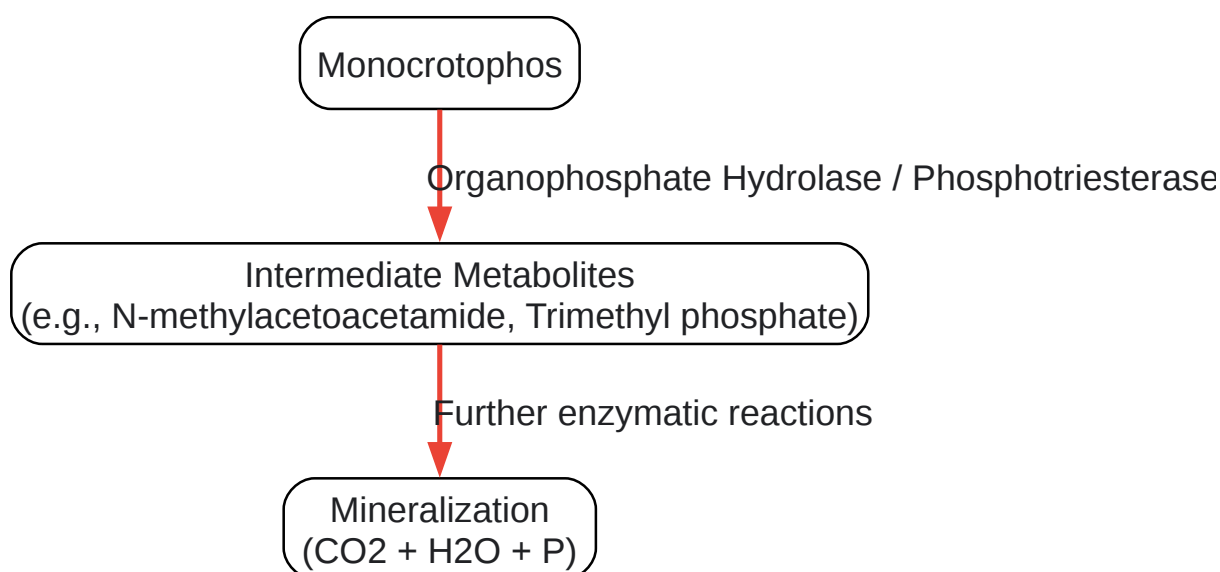 Monocrotophos
Organophosphate Hydrolase / Phosphotriesterase
Intermediate Metabolites
(e.g., N-methylacetoacetamide, Trimethyl phosphate)
Further enzymatic reactions
Mineralization
(CO2 + H2O + P)